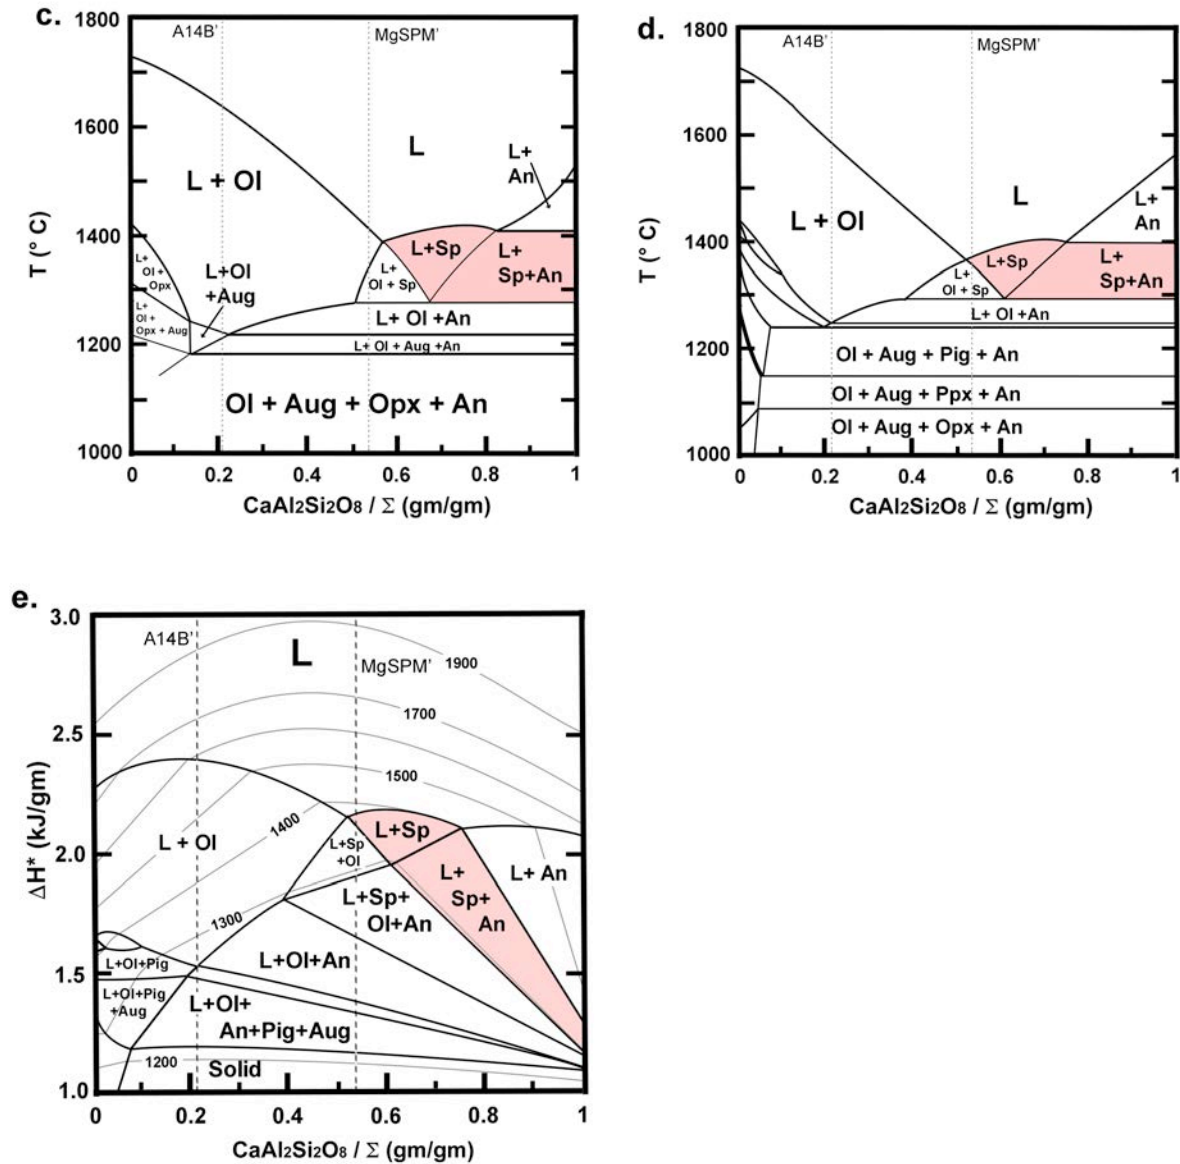 c.
1800
1600
1400
1200
1000
T (° C)
A14B'
MgSPM'
L
L+
An
L + Ol
L+
Ol +
Opx
L+Ol
+Aug
L+
Ol +
Opx + Aug
L+Sp
L+
Ol + Sp
L+
Sp+An
L+ Ol +An
L+ Ol + Aug +An
Ol + Aug + Opx + An
0 0.2 0.4 0.6 0.8 1
CaAl2Si2O8 / Σ (gm/gm)
d.
1800
1600
1400
1200
1000
T (° C)
A14B'
MgSPM'
L
L+
An
L + Ol
L+Sp
L+
Ol + Sp
L+
Sp+An
L+ Ol +An
Ol + Aug + Pig + An
Ol + Aug + Ppx + An
Ol + Aug + Opx + An
0 0.2 0.4 0.6 0.8 1
CaAl2Si2O8 / Σ (gm/gm)
e.
3.0
2.5
2.0
1.5
1.0
ΔH* (kJ/gm)
A14B'
L
MgSPM'
1900
1700
1500
1400
1300
1200
L + Ol
L+Sp
L+Sp
+Ol
L+
Sp+
An
L+ An
L+Sp+
Ol+An
L+Ol+An
L+Ol+Pig
L+Ol+Pig
+Aug
L+Ol+
An+Pig+Aug
Solid
0 0.2 0.4 0.6 0.8 1
CaAl2Si2O8 / Σ (gm/gm)